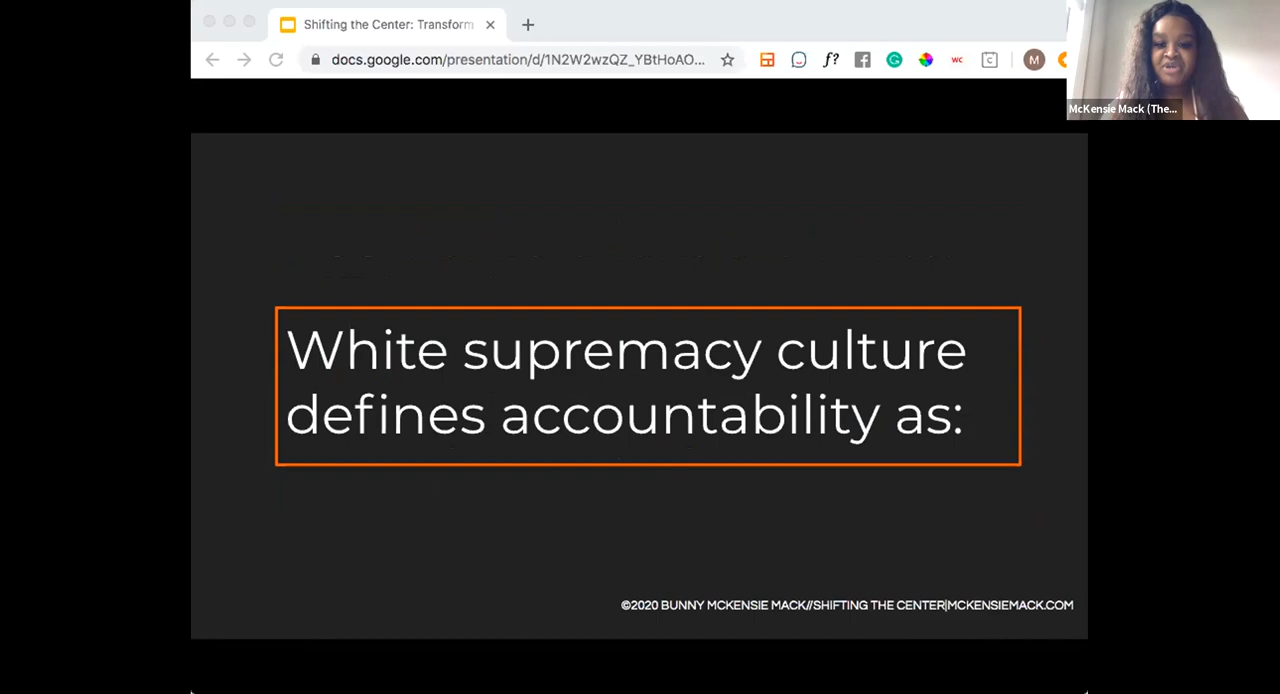 Shifting the Center: Transform
docs.google.com/presentation/d/1N2W2wzQZ_YBtHoAO...
f?
wc
C
M
McKensie Mack (The...
White supremacy culture
defines accountability as:
©2020 BUNNY MCKENSIE MACK//SHIFTING THE CENTER|MCKENSIEMACK.COM